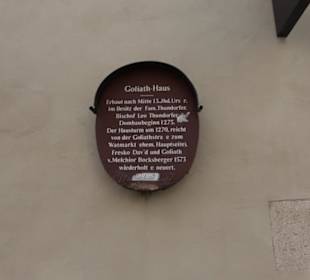 Goliath-Haus
Erbaut nach Mitte 13. Jhd. Urs r.
im Besitz der Fam. Thundorfer.
Bischof Leo Thundorfer,
Dombaubeginn 1275.
Der Hausturm um 1270, reicht
von der Goliathstra e zum
Watmarkt ehem. Hauptseite).
Fresko David und Goliath
v. Melchior Bocksberger 1573
wiederholt e neuert.